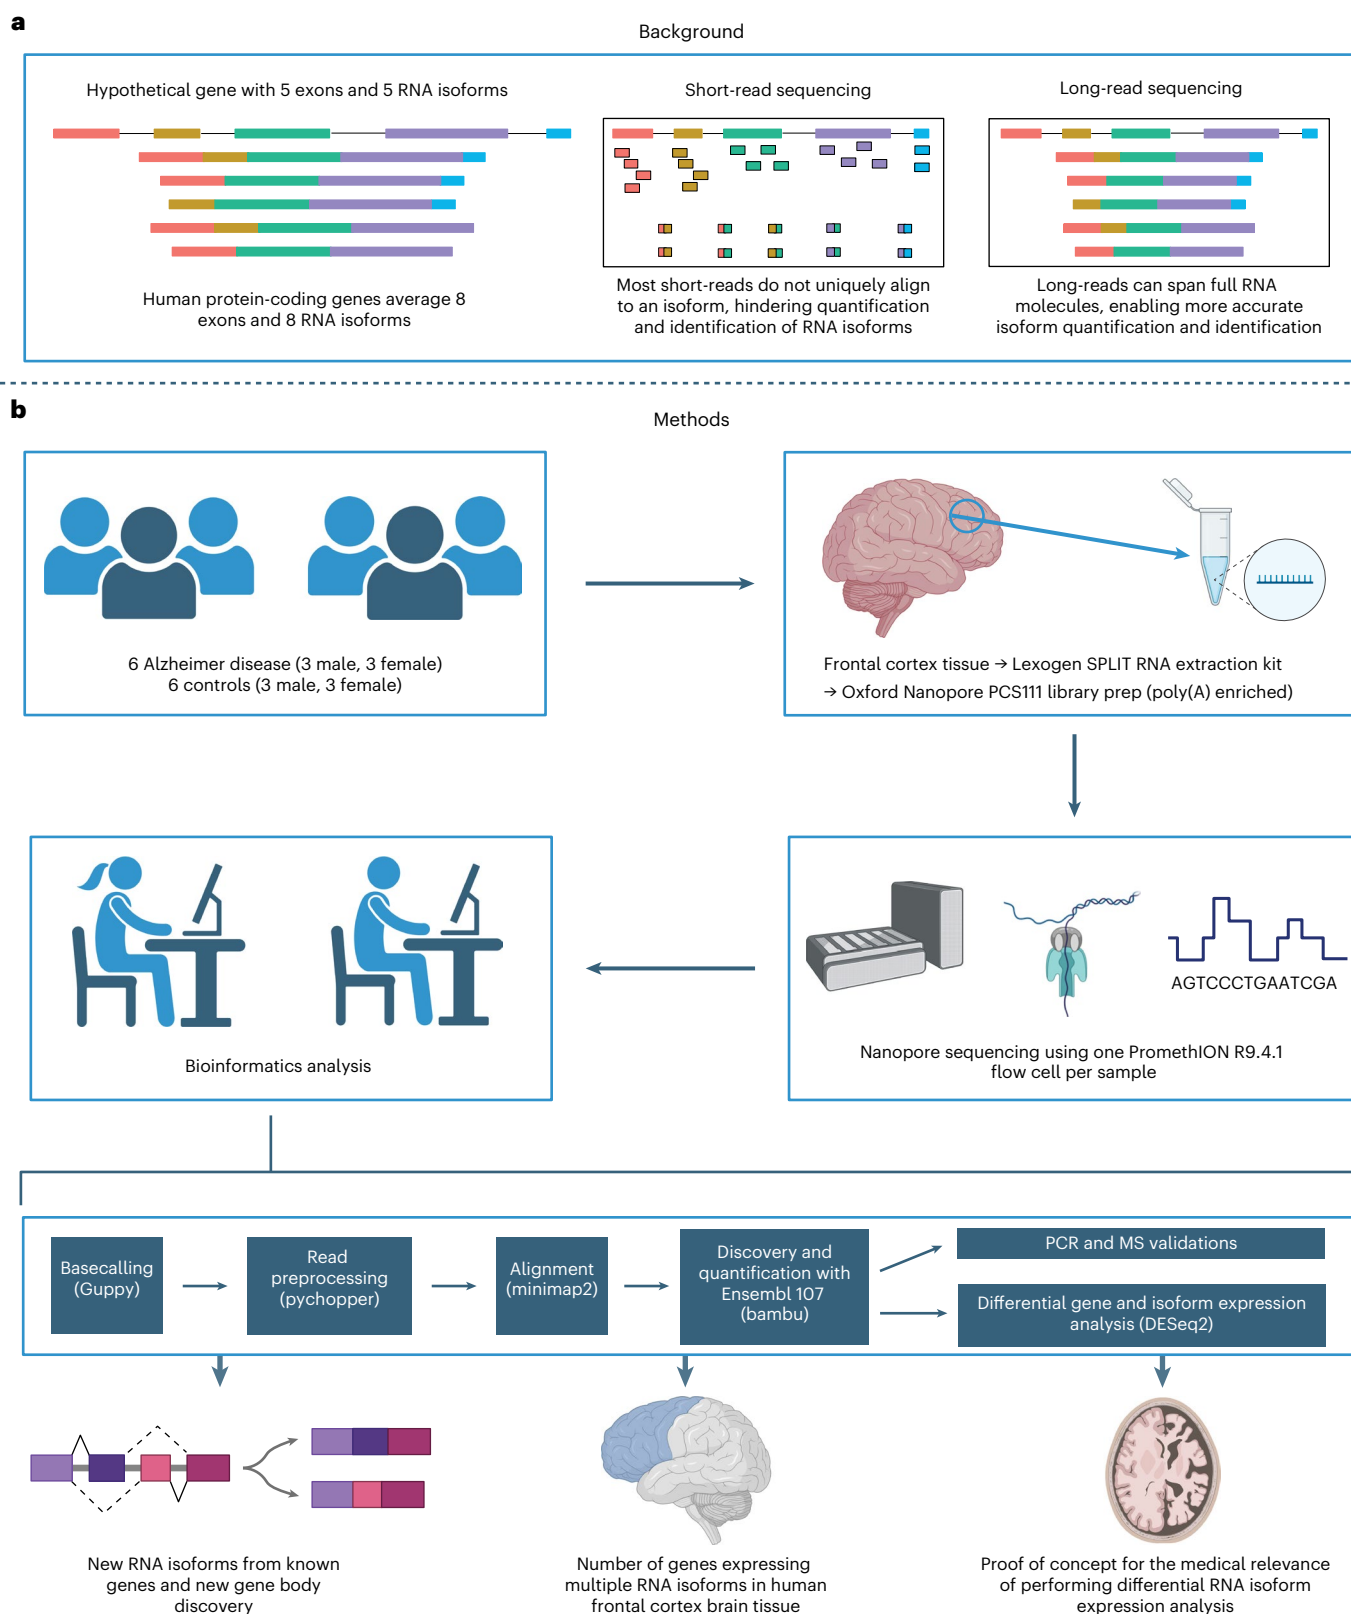 a
Background
Hypothetical gene with 5 exons and 5 RNA isoforms
Human protein-coding genes average 8
exons and 8 RNA isoforms
Short-read sequencing
Most short-reads do not uniquely align
to an isoform, hindering quantification
and identification of RNA isoforms
Long-read sequencing
Long-reads can span full RNA
molecules, enabling more accurate
isoform quantification and identification
b
Methods
6 Alzheimer disease (3 male, 3 female)
6 controls (3 male, 3 female)
Frontal cortex tissue → Lexogen SPLIT RNA extraction kit
→ Oxford Nanopore PCS111 library prep (poly(A) enriched)
AGTCCCTGAATCGA
Nanopore sequencing using one PromethION R9.4.1
flow cell per sample
Bioinformatics analysis
Basecalling
(Guppy)
Read
preprocessing
(pychopper)
Alignment
(minimap2)
Discovery and
quantification with
Ensembl 107
(bambu)
PCR and MS validations
Differential gene and isoform expression
analysis (DESeq2)
New RNA isoforms from known
genes and new gene body
discovery
Number of genes expressing
multiple RNA isoforms in human
frontal cortex brain tissue
Proof of concept for the medical relevance
of performing differential RNA isoform
expression analysis